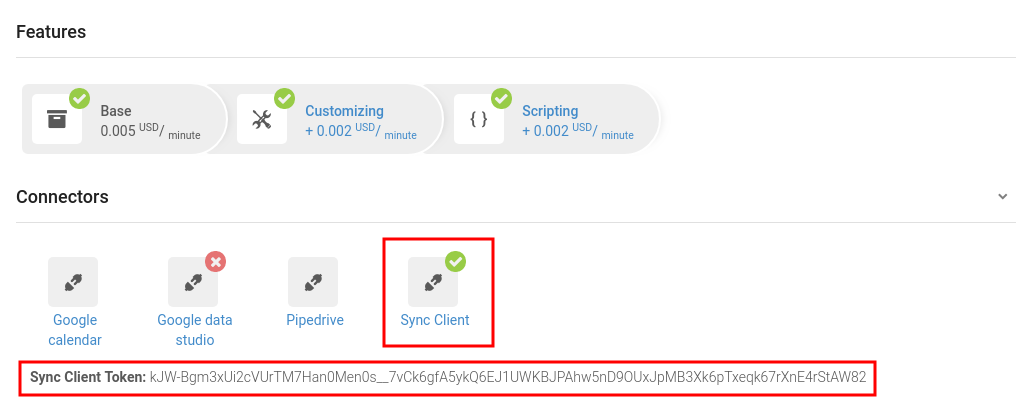 Features
Base
0.005 USD/ minute
Customizing
+ 0.002 USD/ minute
Scripting
+ 0.002 USD/ minute
Connectors
Google
calendar
Google data
studio
Pipedrive
Sync Client
Sync Client Token: kJW-Bgm3xUi2cVUrTM7Han0Men0s__7vCk6gfA5ykQ6EJ1UWKBJPAhw5nD9OUxJpMB3Xk6pTxeqk67rXnE4rStAW82